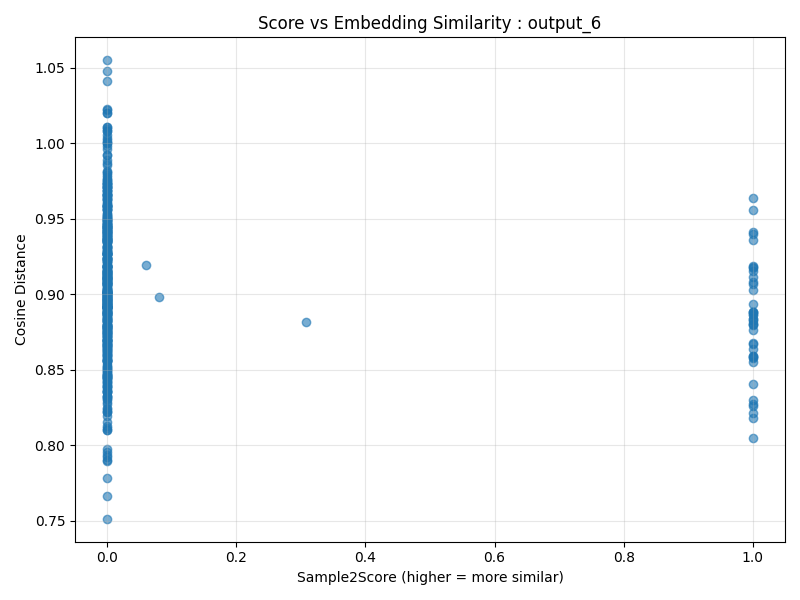 Score vs Embedding Similarity : output_6
Cosine Distance
1.05
1.00
0.95
0.90
0.85
0.80
0.75
0.0 0.2 0.4 0.6 0.8 1.0
Sample2Score (higher = more similar)